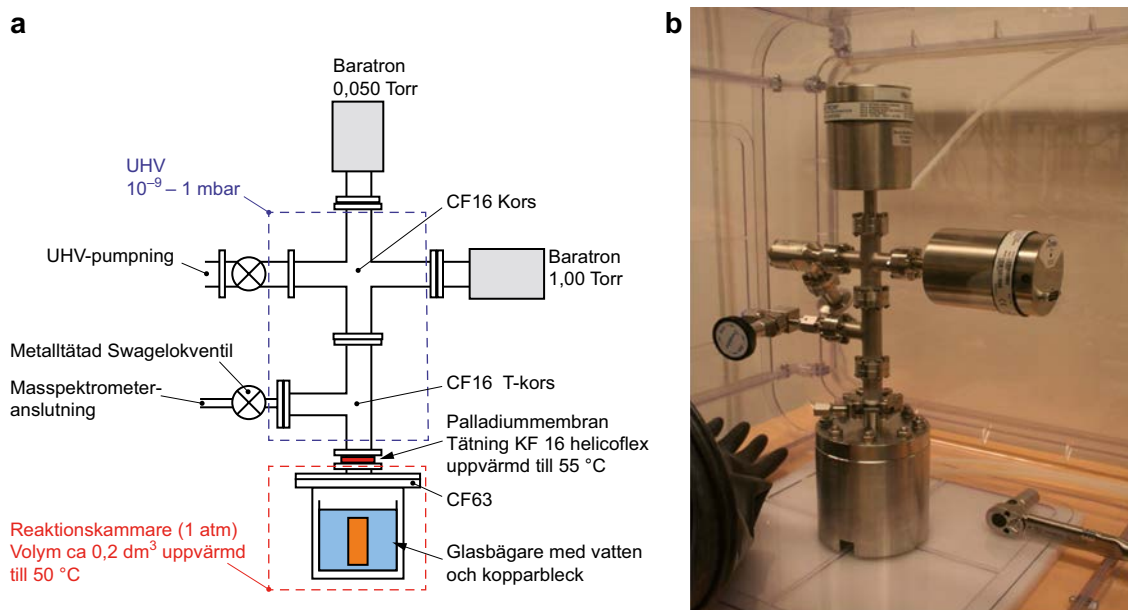 a
b
Baratron
0,050 Torr
UHV
10⁻⁹ – 1 mbar
CF16 Kors
UHV-pumpning
Baratron
1,00 Torr
Metalltätad Swagelokventil
Masspektrometer-
anslutning
CF16 T-kors
Palladiummembran
Tätning KF 16 helicoflex
uppvärmd till 55 °C
CF63
Reaktionskammare (1 atm)
Volym ca 0,2 dm³ uppvärmd
till 50 °C
Glasbägare med vatten
och kopparbleck